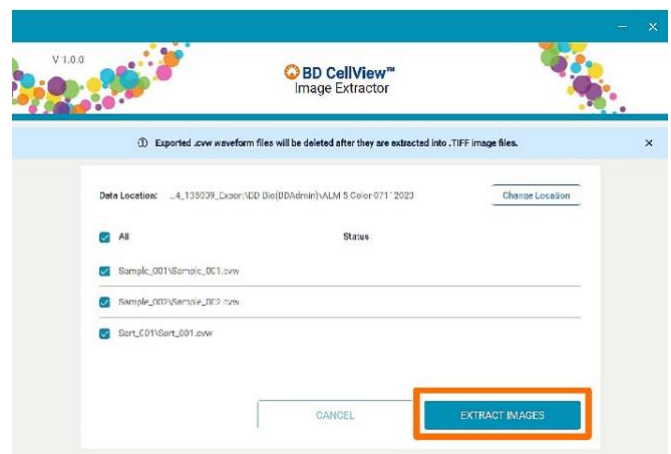 V 1.0.0
BD CellView™
Image Extractor
Exported .cvw waveform files will be deleted after they are extracted into .TIFF image files.
Data Location: Change Location
All Status
Sample_001\Sample_001.cvw
Sample_002\Sample_002.cvw
Sort_001\Sort_001.cvw
CANCEL EXTRACT IMAGES